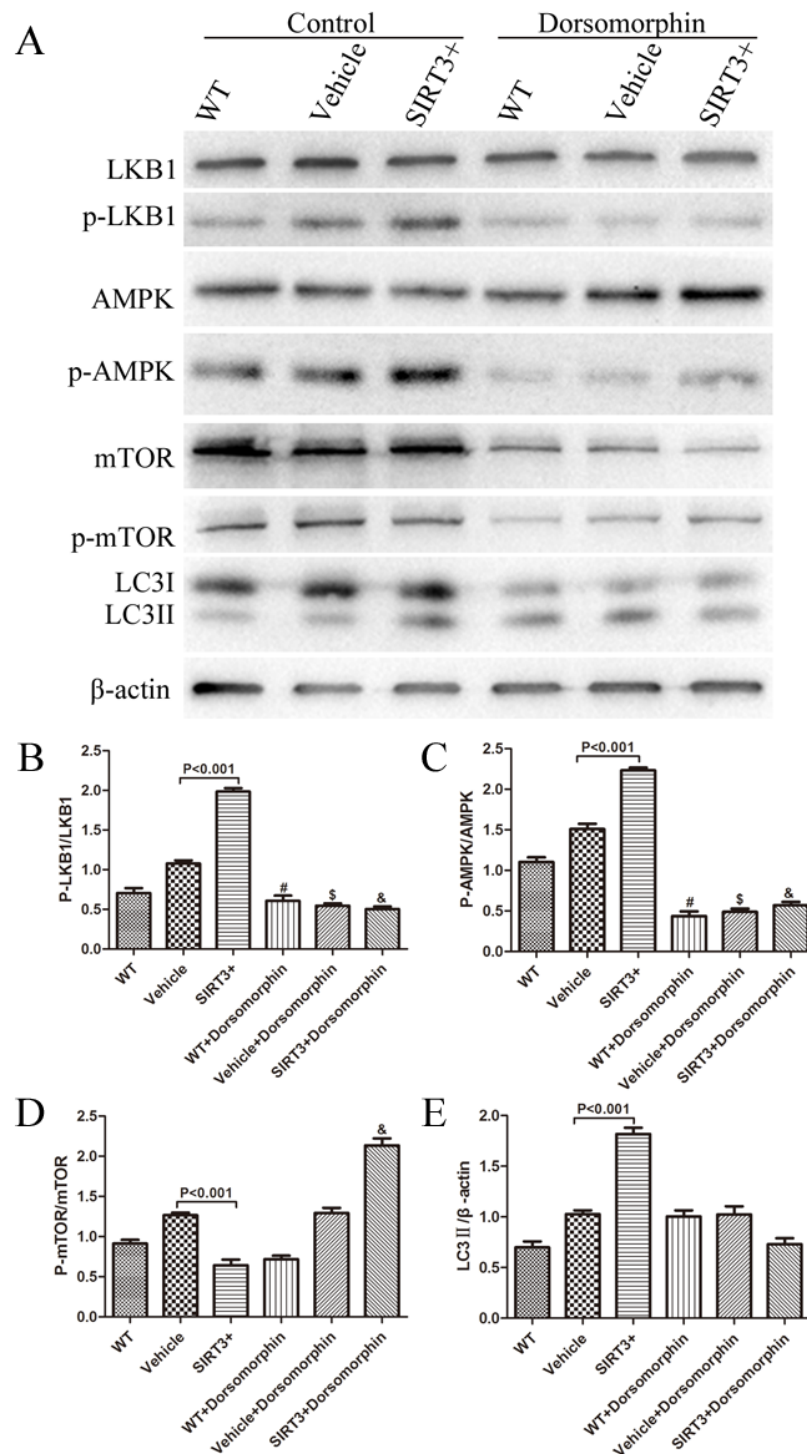 A
Control Dorsomorphin
WT Vehicle SIRT3+ WT Vehicle SIRT3+
LKB1
p-LKB1
AMPK
p-AMPK
mTOR
p-mTOR
LC3I
LC3II
β-actin
B
P-LKB1/LKB1
2.5
2.0
1.5
1.0
0.5
0.0
P<0.001
# $ &
WT Vehicle SIRT3+ WT+Dorsomorphin Vehicle+Dorsomorphin SIRT3+Dorsomorphin
C
P-AMPK/AMPK
2.5
2.0
1.5
1.0
0.5
0.0
P<0.001
# $ &
WT Vehicle SIRT3+ WT+Dorsomorphin Vehicle+Dorsomorphin SIRT3+Dorsomorphin
D
P-mTOR/mTOR
2.5
2.0
1.5
1.0
0.5
0.0
P<0.001
&
WT Vehicle SIRT3+ WT+Dorsomorphin Vehicle+Dorsomorphin SIRT3+Dorsomorphin
E
LC3Ⅱ/β-actin
2.0
1.5
1.0
0.5
0.0
P<0.001
WT Vehicle SIRT3+ WT+Dorsomorphin Vehicle+Dorsomorphin SIRT3+Dorsomorphin